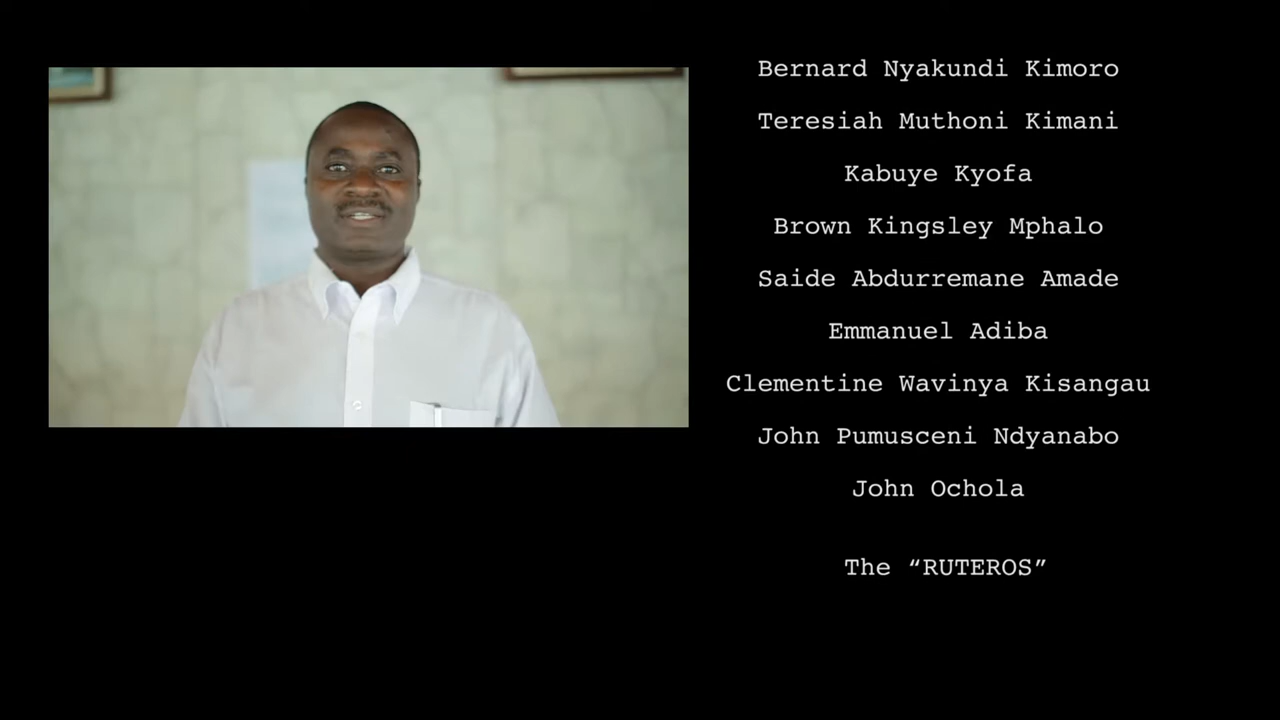 Bernard Nyakundi Kimoro
Teresiah Muthoni Kimani
Kabuye Kyofa
Brown Kingsley Mphalo
Saide Abdurremane Amade
Emmanuel Adiba
Clementine Wavinya Kisangau
John Pumusceni Ndyanabo
John Ochola
The “RUTEROS”